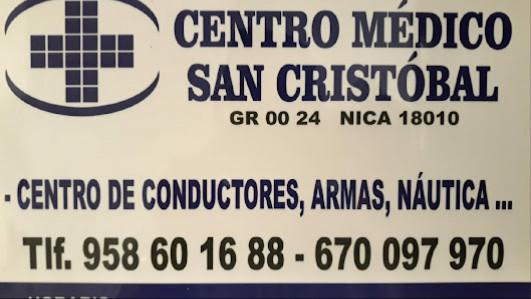 CENTRO MÉDICO
SAN CRISTÓBAL
GR 00 24 NICA 18010
- CENTRO DE CONDUCTORES, ARMAS, NÁUTICA ...
Tlf. 958 60 16 88 - 670 097 970
HORARIO